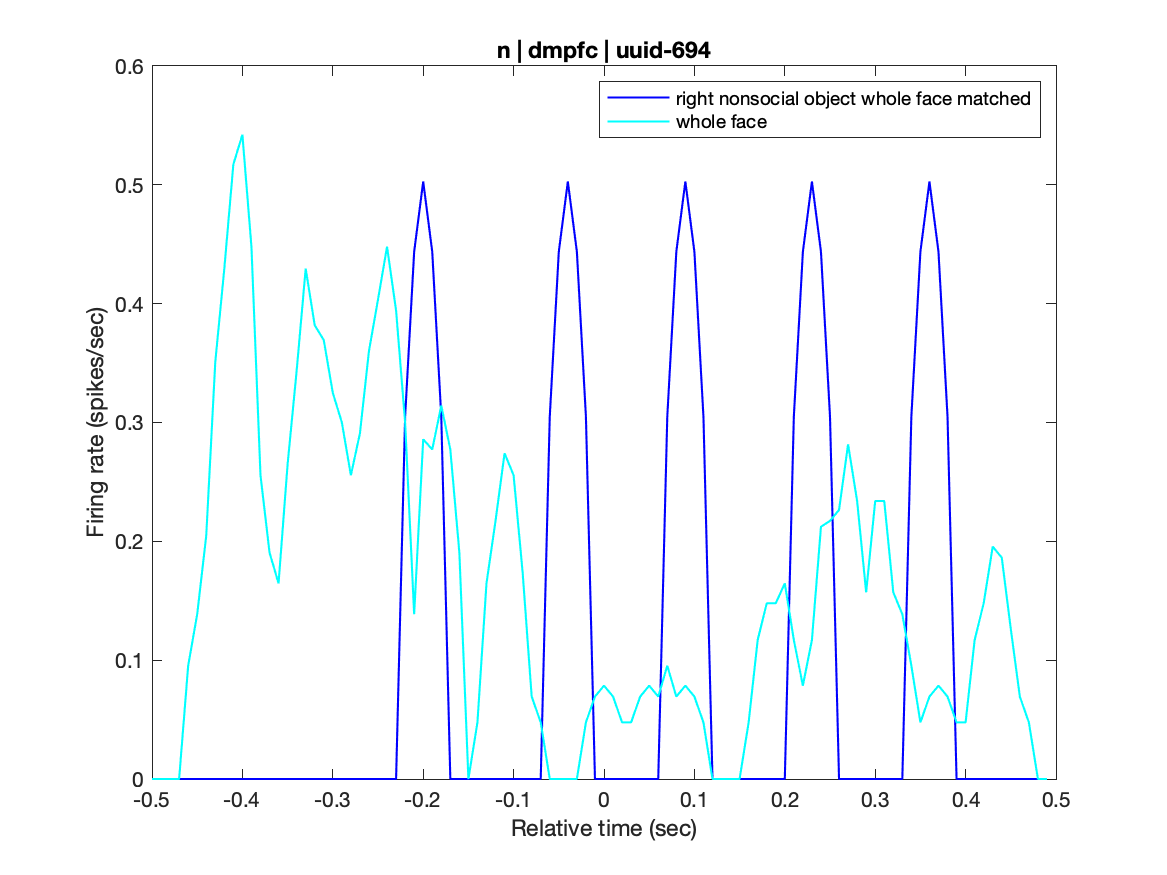 n | dmpfc | uuid-694
right nonsocial object whole face matched
whole face
0.6
0.5
0.4
0.3
0.2
0.1
0
Firing rate (spikes/sec)
-0.5 -0.4 -0.3 -0.2 -0.1 0 0.1 0.2 0.3 0.4 0.5
Relative time (sec)